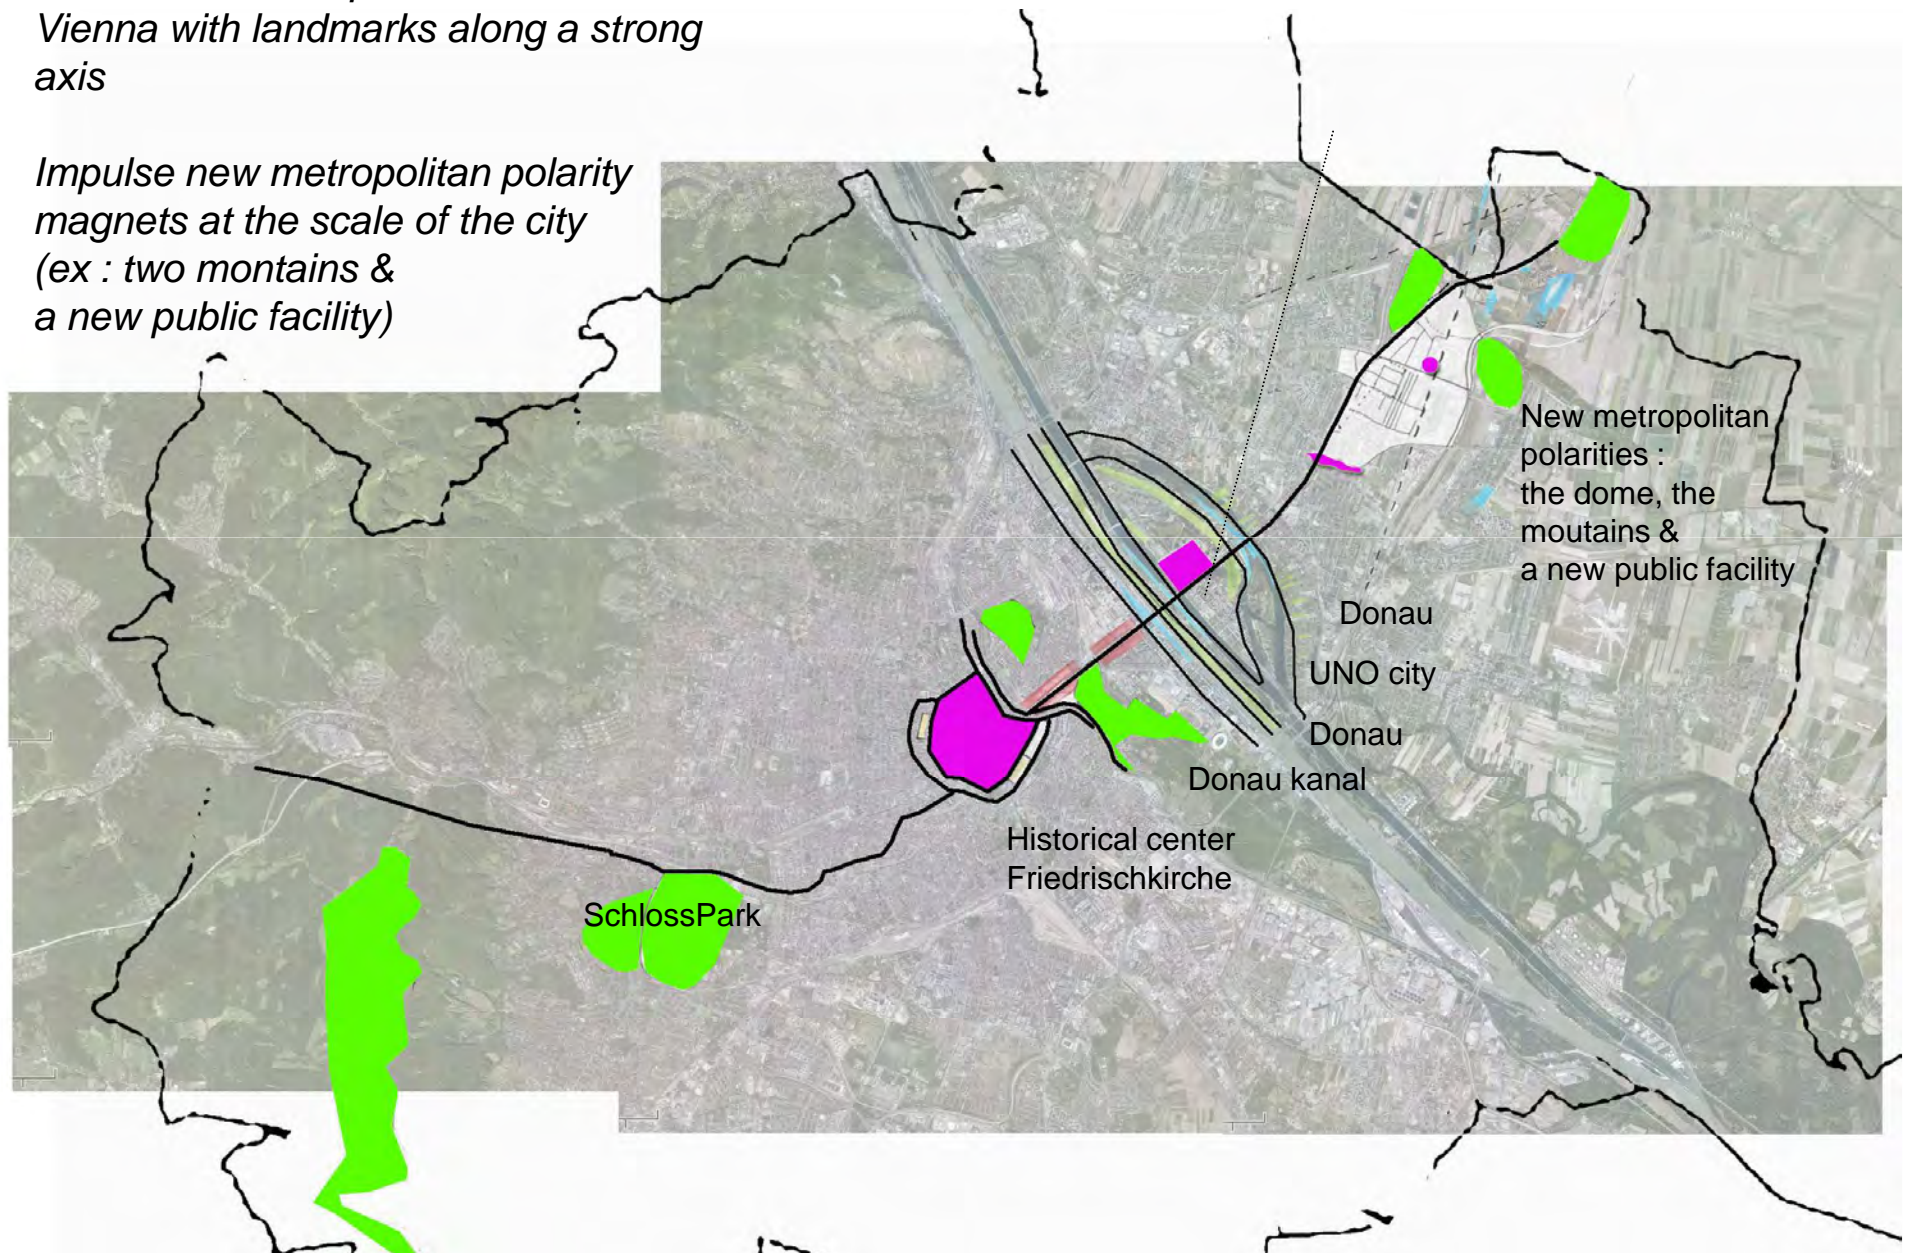 Vienna with landmarks along a strong
axis
Impulse new metropolitan polarity
magnets at the scale of the city
(ex : two montains &
a new public facility)
New metropolitan
polarities :
the dome, the
moutains &
a new public facility
Donau
UNO city
Donau
Donau kanal
Historical center
Friedrischkirche
SchlossPark